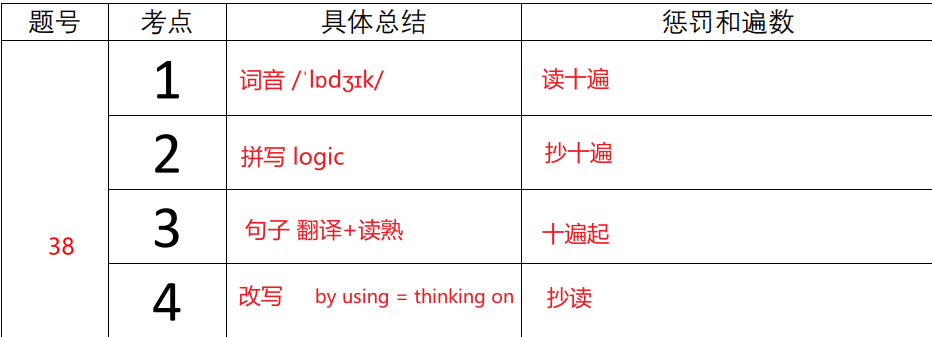 题号 考点 具体总结 惩罚和遍数
1 词音 /ˈlɒdʒɪk/ 读十遍
2 拼写 logic 抄十遍
38 3 句子 翻译+读熟 十遍起
4 改写 by using = thinking on 抄读